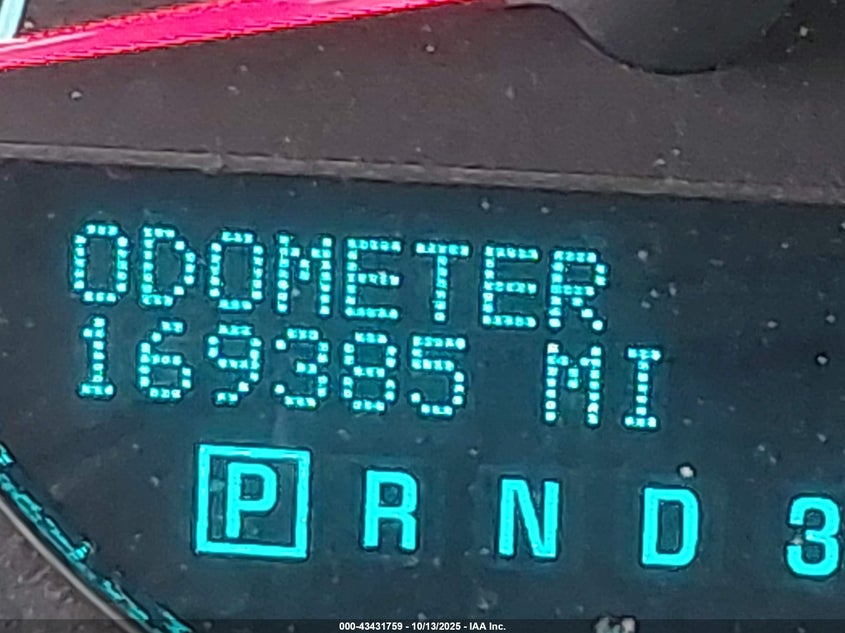 ODOMETER
169385 MI
P R N D 3
000-43431759 - 10/13/2025 - IAA Inc.